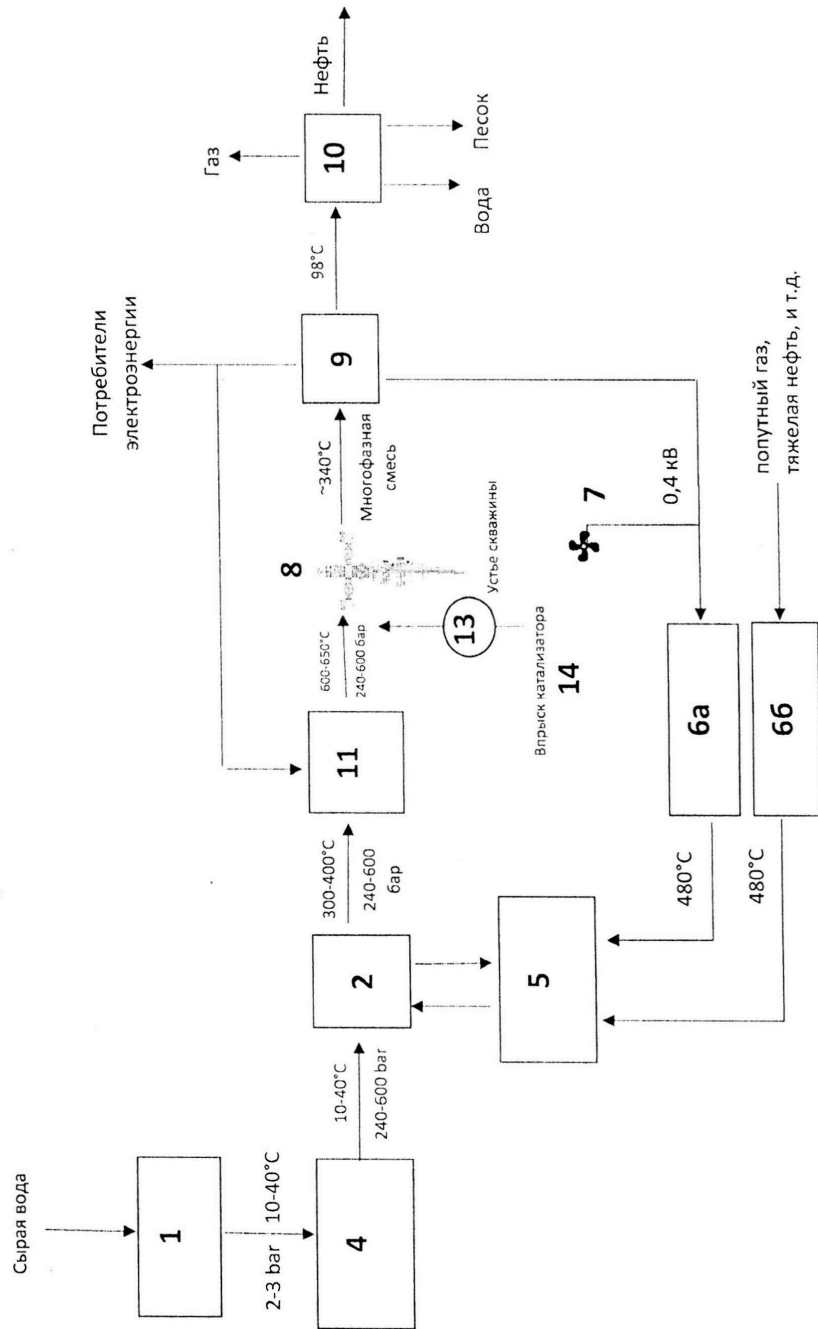 Сырая вода
1
2-3 bar
10-40°C
4
10-40°C
240-600 bar
2
5
480°C
480°C
300-400°C
240-600
бар
11
600-650°C
240-600 бар
13
Впрыск катализатора
14
Устье скважины
8
~340°C
Многофазная
смесь
7
0,4 кВ
6а
6б
попутный газ,
тяжелая нефть, и т.д.
Потребители
электроэнергии
9
98°C
10
Газ
Нефть
Вода
Песок